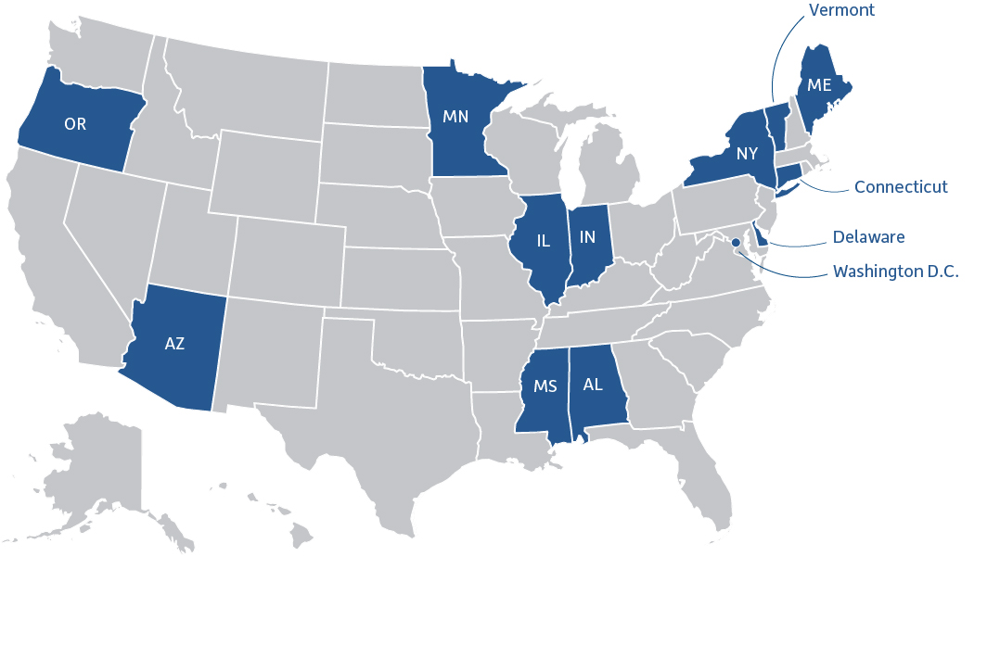 Vermont
ME
MN
OR
NY
Connecticut
IL
IN
Delaware
Washington D.C.
AZ
MS
AL